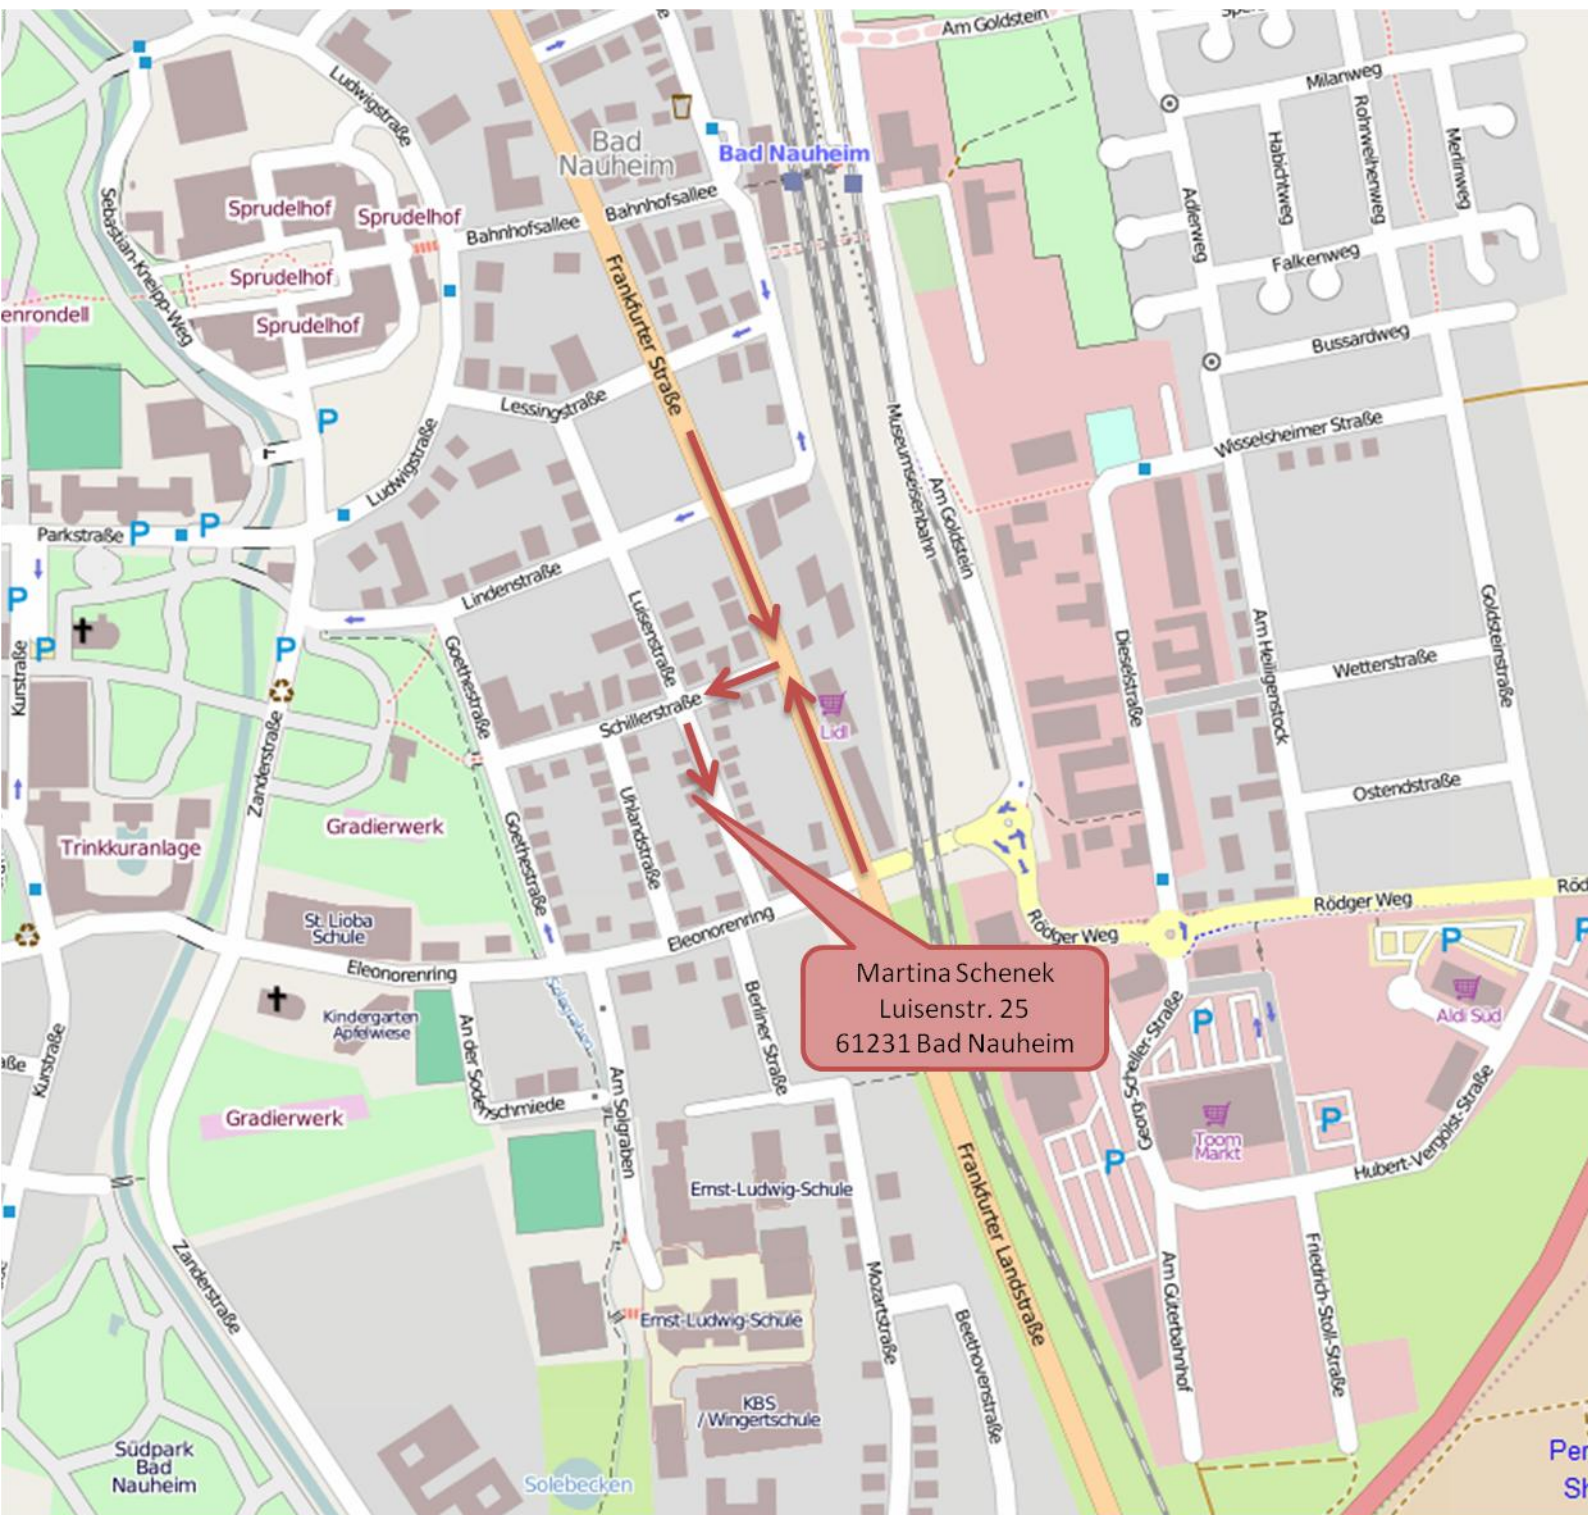 Am Goldstein
Ludwigstraße
Bad
Nauheim
Bad Nauheim
Milanweg
Rohrweihenweg
Habichtweg
Merlinweg
Adlerweg
Sebastian-Kneipp-Weg
Sprudelhof
Sprudelhof
Bahnhofsallee
Bahnhofsallee
Sprudelhof
Falkenweg
enrondell
Sprudelhof
Frankfurter Straße
Bussardweg
Lessingstraße
Museumseisenbahn
Wisselsheimer Straße
Ludwigstraße
P
Am Goldstein
Parkstraße
P
P
Lindenstraße
Luisenstraße
P
P
P
Kurstraße
Goethestraße
Dieselstraße
Am Heiligenstock
Goldsteinstraße
Wetterstraße
Schillerstraße
Lidl
Zanderstraße
Uhlandstraße
Ostendstraße
Gradierwerk
Trinkkuranlage
Goethestraße
St. Lioba
Schule
Eleonorenring
Rödger Weg
Rödger Weg
Röd
P
P
Eleonorenring
Martina Schenek
Luisenstr. 25
61231 Bad Nauheim
Kindergarten
Apfelwiese
Solgraben
Berliner Straße
An der Sodenschmiede
Am Solgraben
Kurstraße
aße
Georg-Scheller-Straße
P
Aldi Süd
Gradierwerk
Toom
Markt
P
P
Hubert-Vergölst-Straße
Ernst-Ludwig-Schule
Frankfurter Landstraße
Zanderstraße
Mozartstraße
Am Güterbahnhof
Friedrich-Stoll-Straße
Ernst-Ludwig-Schule
Beethovenstraße
KBS
/ Wingertschule
Südpark
Bad
Nauheim
Solebecken
Per
Sh